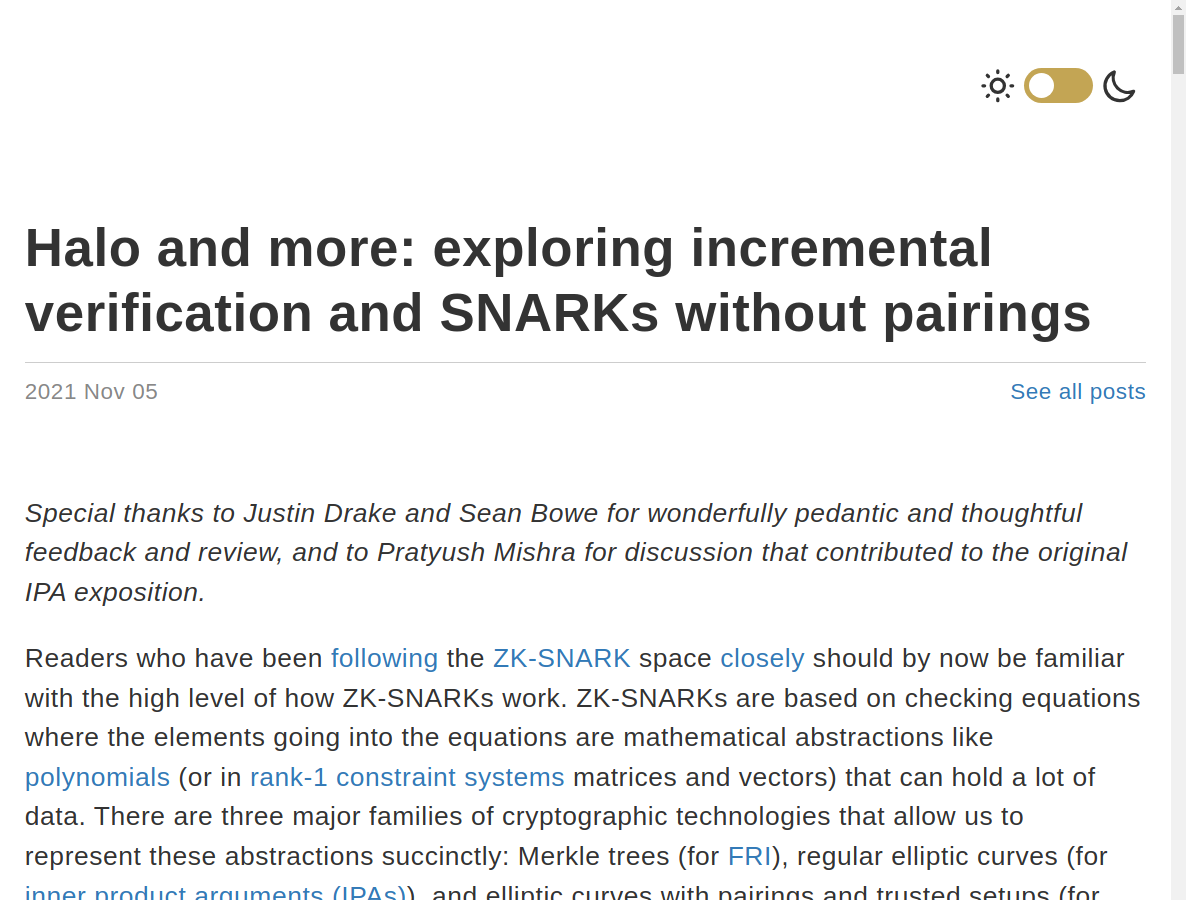 Halo and more: exploring incremental
verification and SNARKs without pairings
2021 Nov 05
See all posts
Special thanks to Justin Drake and Sean Bowe for wonderfully pedantic and thoughtful
feedback and review, and to Pratyush Mishra for discussion that contributed to the original
IPA exposition.
Readers who have been following the ZK-SNARK space closely should by now be familiar
with the high level of how ZK-SNARKs work. ZK-SNARKs are based on checking equations
where the elements going into the equations are mathematical abstractions like
polynomials (or in rank-1 constraint systems matrices and vectors) that can hold a lot of
data. There are three major families of cryptographic technologies that allow us to
represent these abstractions succinctly: Merkle trees (for FRI), regular elliptic curves (for
inner product arguments (IPAs)), and elliptic curves with pairings and trusted setups (for